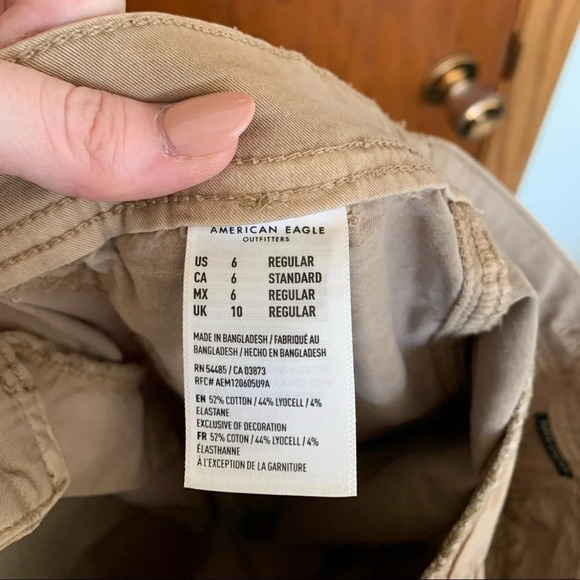 AMERICAN EAGLE
OUTFITTERS
US 6 REGULAR
CA 6 STANDARD
MX 6 REGULAR
UK 10 REGULAR
MADE IN BANGLADESH / FABRIQUÉ AU
BANGLADESH / HECHO EN BANGLADESH
RN 54485 / CA 03873
RFC# AEM120605U9A
EN 52% COTTON / 44% LYOCELL / 4%
ELASTANE
EXCLUSIVE OF DECORATION
FR 52% COTON / 44% LYOCELL / 4%
ÉLASTHANNE
À L'EXCEPTION DE LA GARNITURE